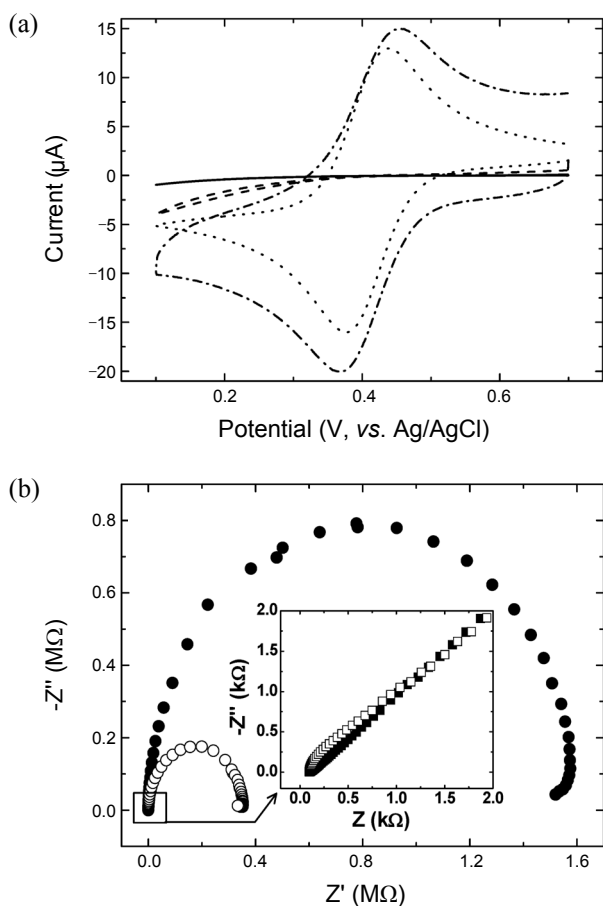 (a)
15
10
5
0
−5
−10
−15
−20
Current (μA)
0.2 0.4 0.6
Potential (V, vs. Ag/AgCl)
(b)
0.8
0.6
0.4
0.2
0.0
-Z'' (MΩ)
2.0
1.5
1.0
0.5
0.0
-Z'' (kΩ)
0.0 0.5 1.0 1.5 2.0
Z (kΩ)
0.0 0.4 0.8 1.2 1.6
Z' (MΩ)